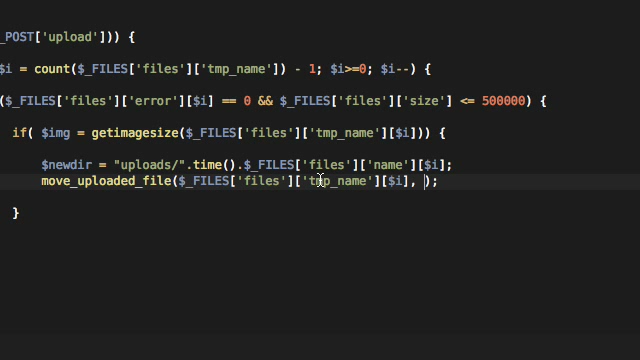 _POST['upload'])) {
$i = count($_FILES['files']['tmp_name']) - 1; $i>=0; $i--) {
($_FILES['files']['error'][$i] == 0 && $_FILES['files']['size'] <= 500000) {
if( $img = getimagesize($_FILES['files']['tmp_name'][$i])) {
$newdir = "uploads/".time().$_FILES['files']['name'][$i];
move_uploaded_file($_FILES['files']['tmp_name'][$i], );
}